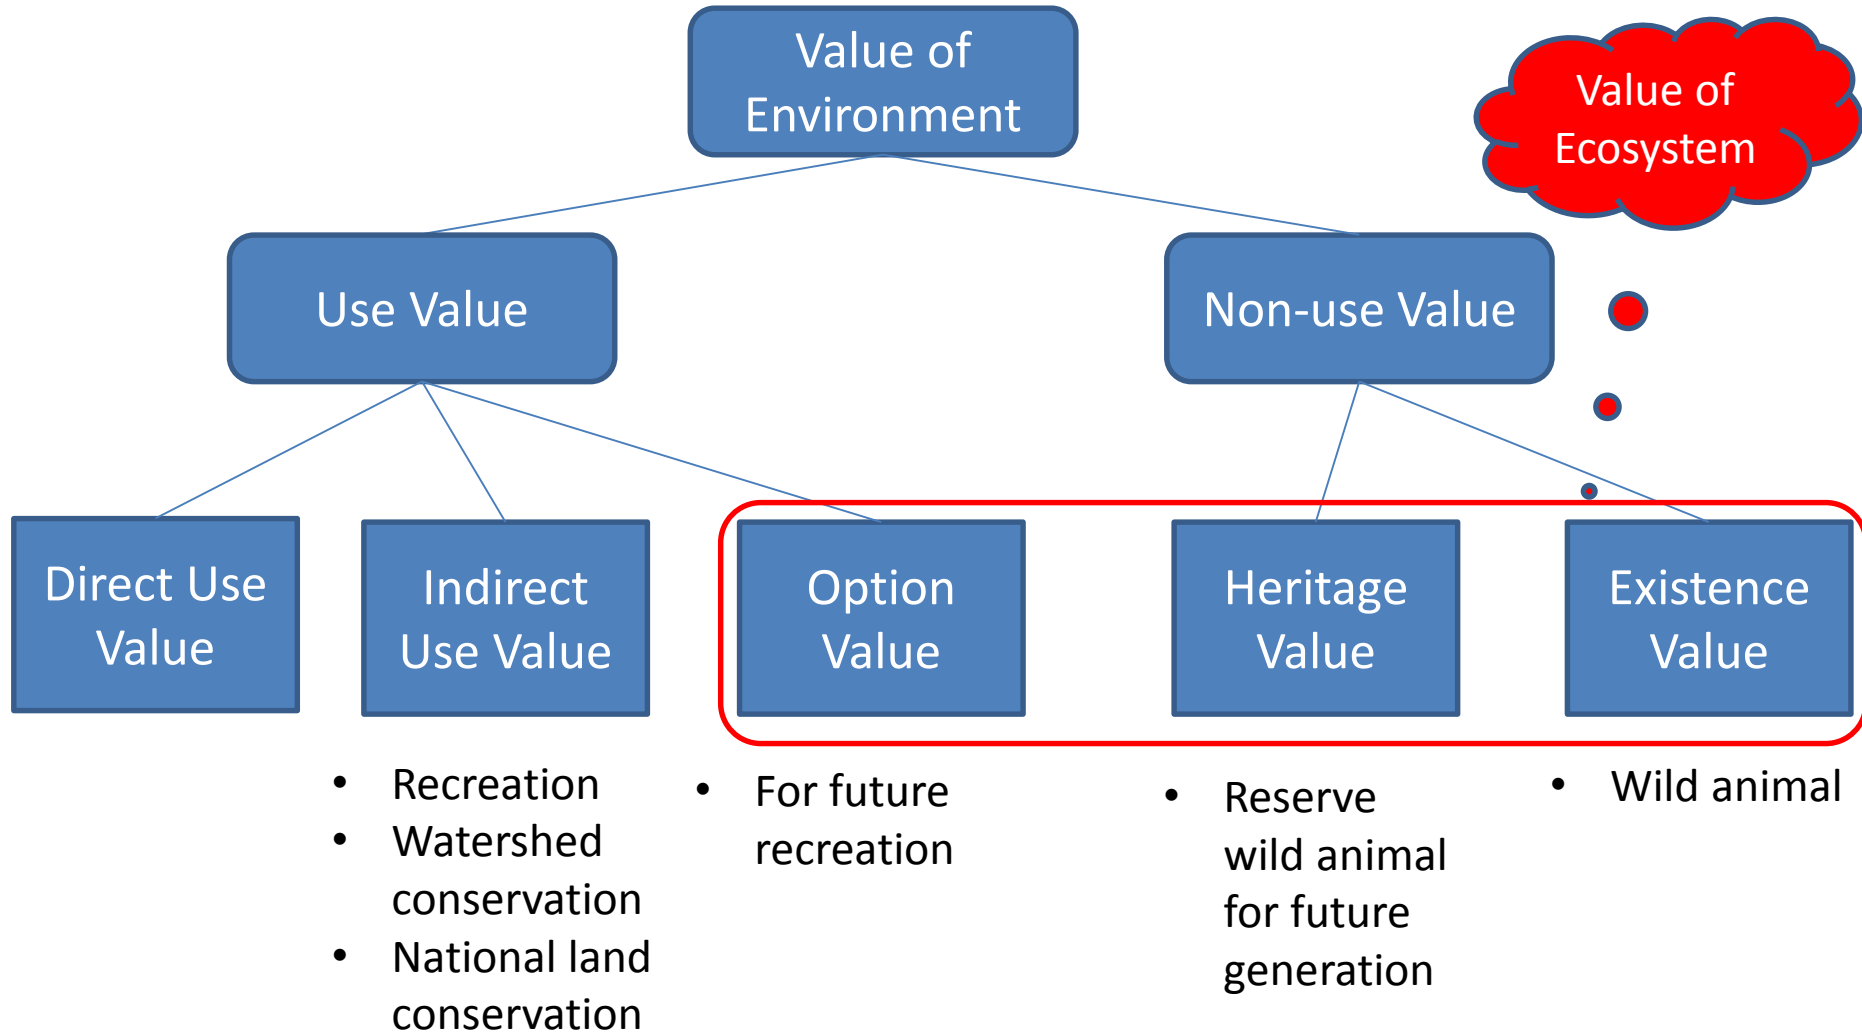 Value of
Environment
Value of
Ecosystem
Use Value
Non-use Value
Direct Use
Value
Indirect
Use Value
Option
Value
Heritage
Value
Existence
Value
• Recreation
• Watershed
conservation
• National land
conservation
• For future
recreation
• Reserve
wild animal
for future
generation
• Wild animal